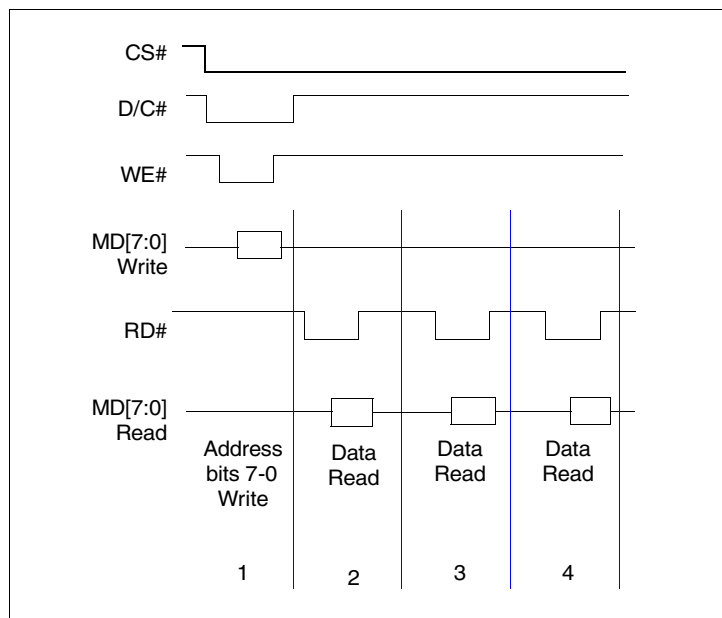 CS#
D/C#
WE#
MD[7:0]
Write
RD#
MD[7:0]
Read
Address
bits 7-0
Write
Data
Read
Data
Read
Data
Read
1
2
3
4